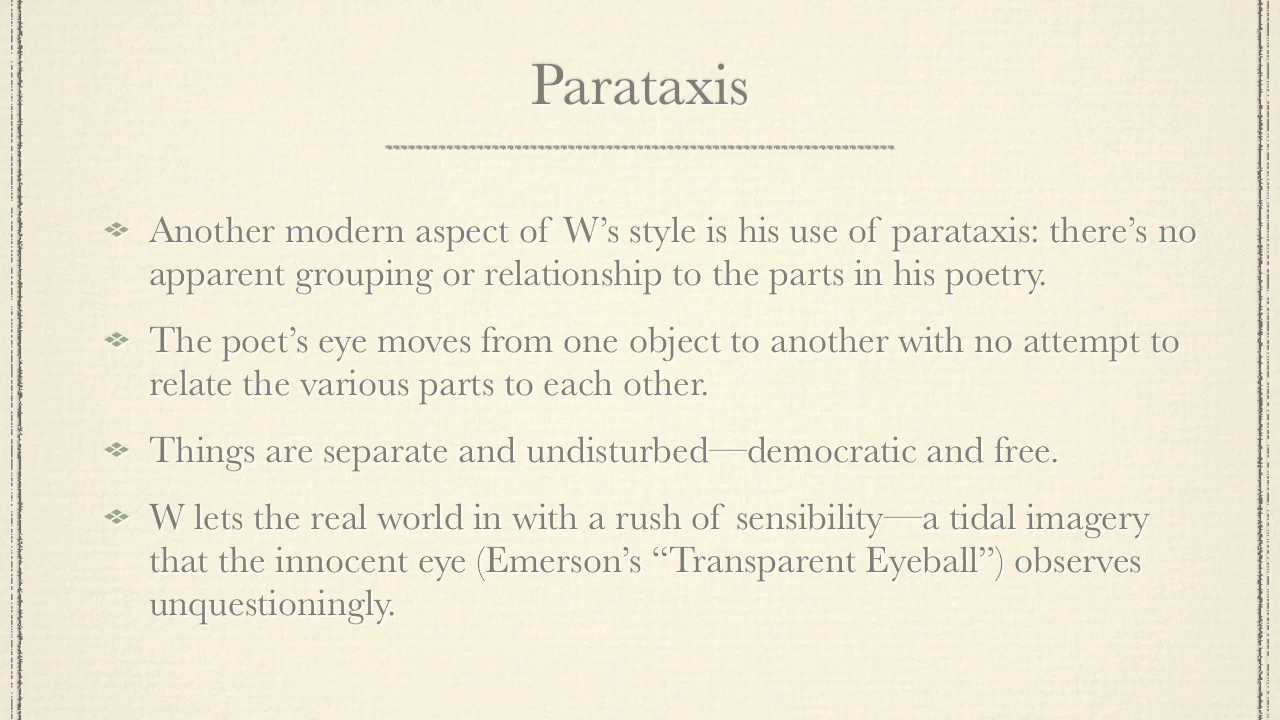 Parataxis
Another modern aspect of W’s style is his use of parataxis: there’s no
apparent grouping or relationship to the parts in his poetry.
The poet’s eye moves from one object to another with no attempt to
relate the various parts to each other.
Things are separate and undisturbed—democratic and free.
W lets the real world in with a rush of sensibility—a tidal imagery
that the innocent eye (Emerson’s “Transparent Eyeball”) observes
unquestioningly.